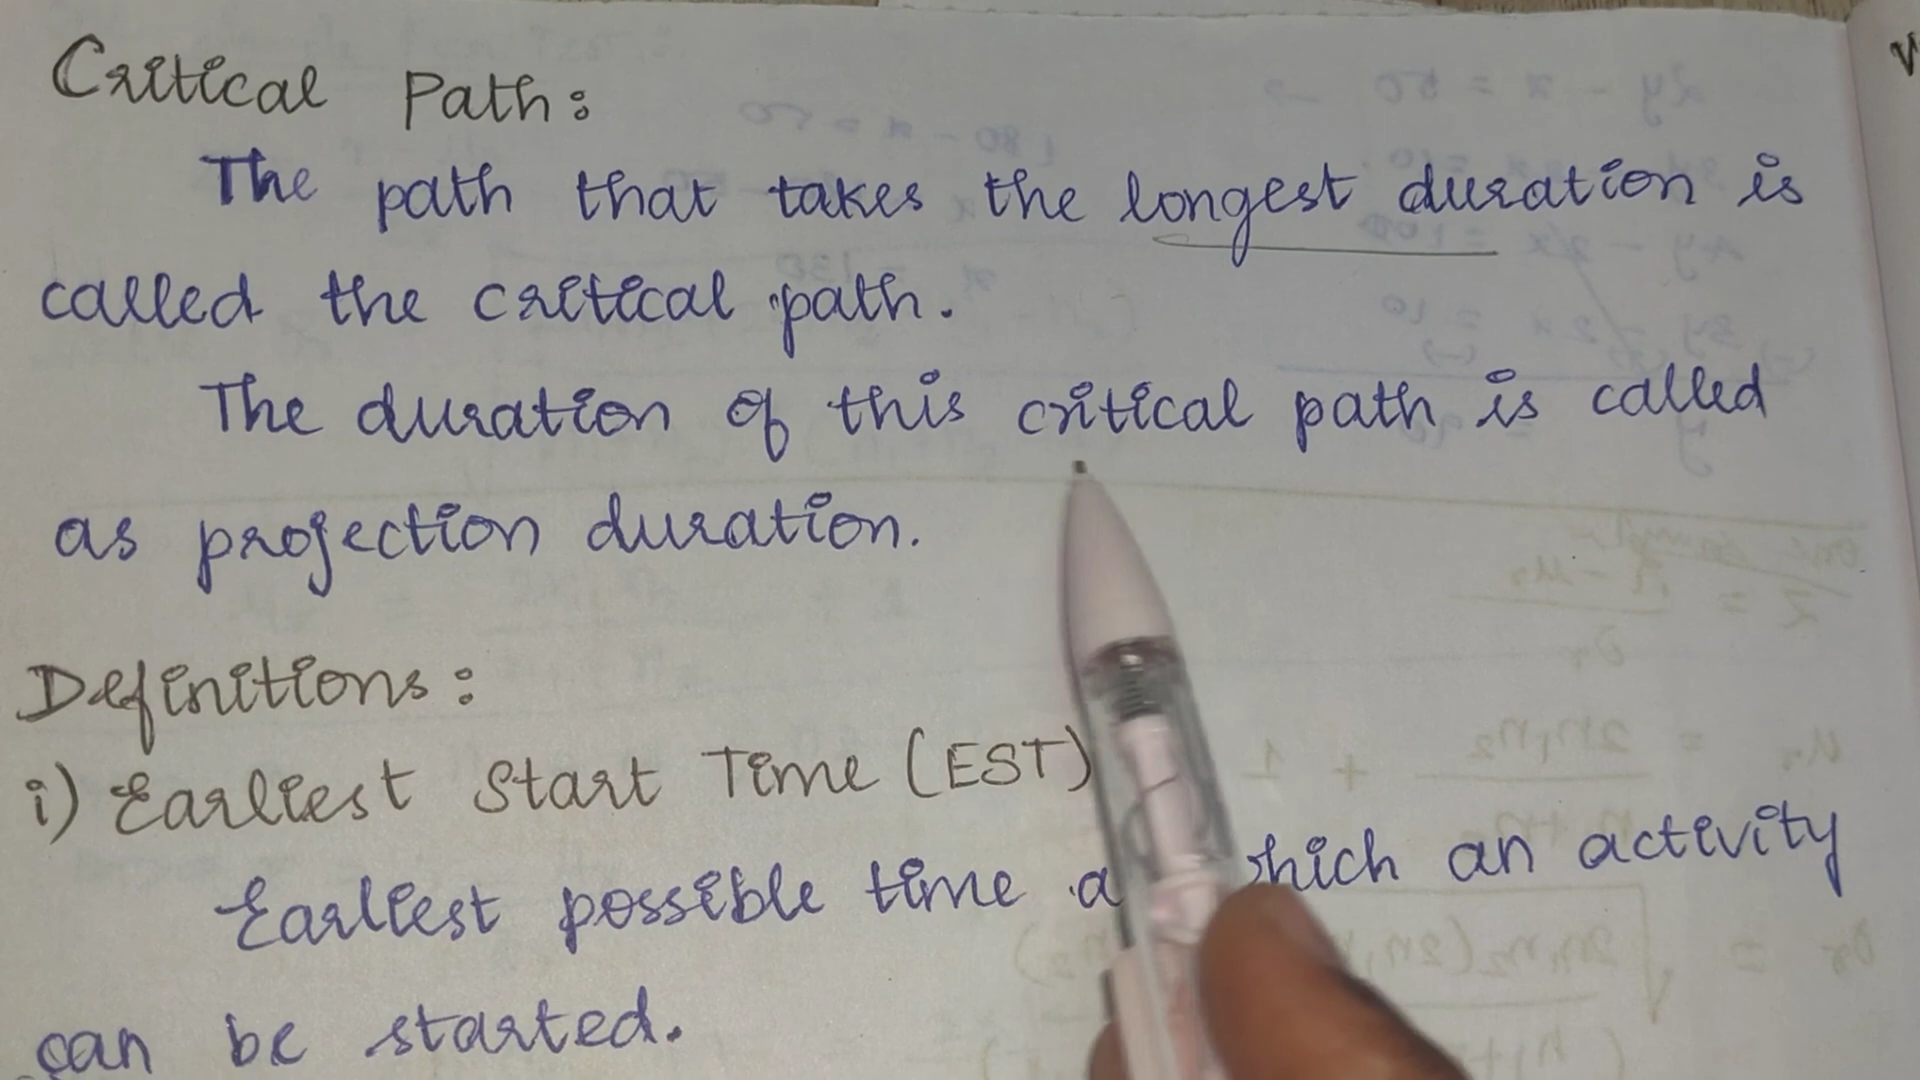 Critical Path:
The path that takes the longest duration is
called the critical path.
The duration of this critical path is called
as projection duration.
Definitions:
i) Earliest Start Time (EST)
Earliest possible time a which an activity
can be started.